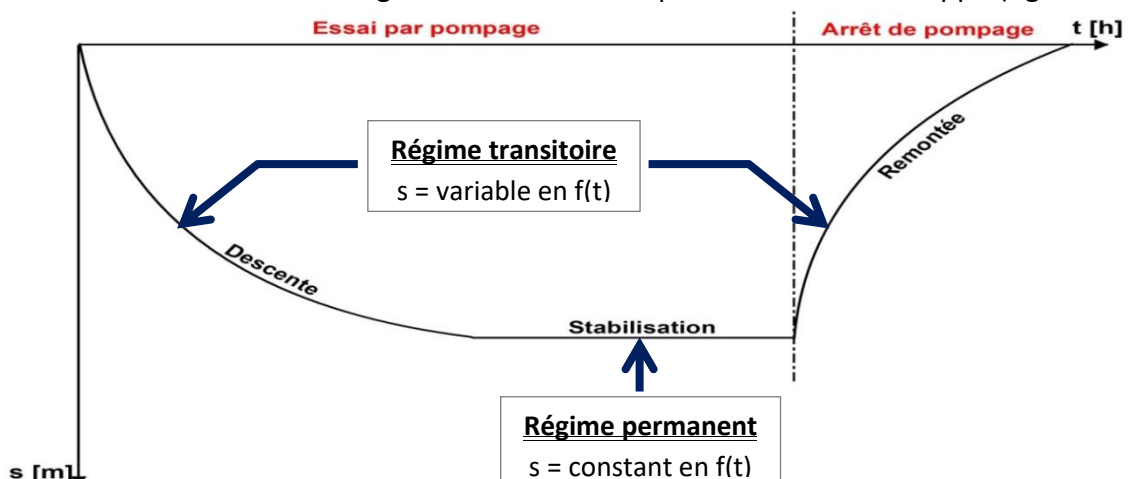 Essai par pompage
Arrêt de pompage
t [h]
Régime transitoire
s = variable en f(t)
Remontée
Descente
Stabilisation
Régime permanent
s = constant en f(t)
s [m]